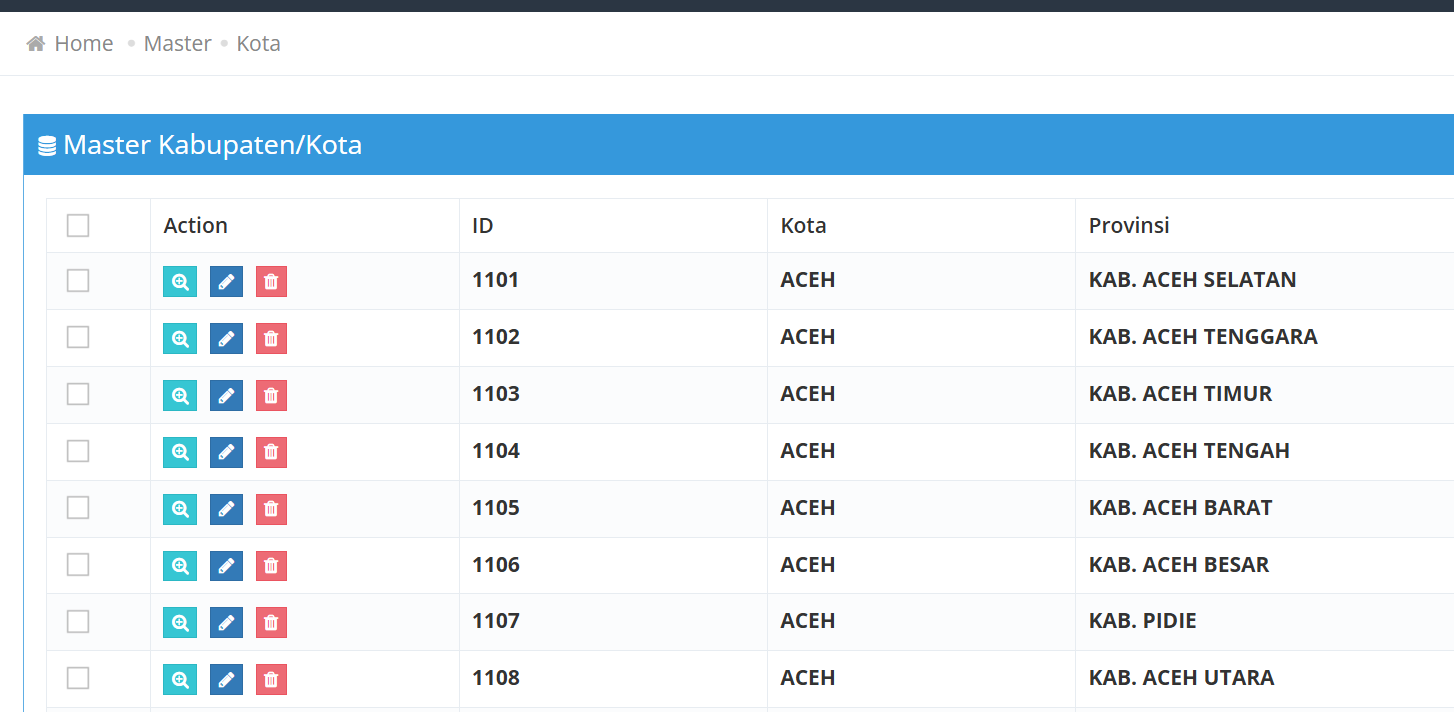 Home Master Kota
Master Kabupaten/Kota
Action ID Kota Provinsi
1101 ACEH KAB. ACEH SELATAN
1102 ACEH KAB. ACEH TENGGARA
1103 ACEH KAB. ACEH TIMUR
1104 ACEH KAB. ACEH TENGAH
1105 ACEH KAB. ACEH BARAT
1106 ACEH KAB. ACEH BESAR
1107 ACEH KAB. PIDIE
1108 ACEH KAB. ACEH UTARA